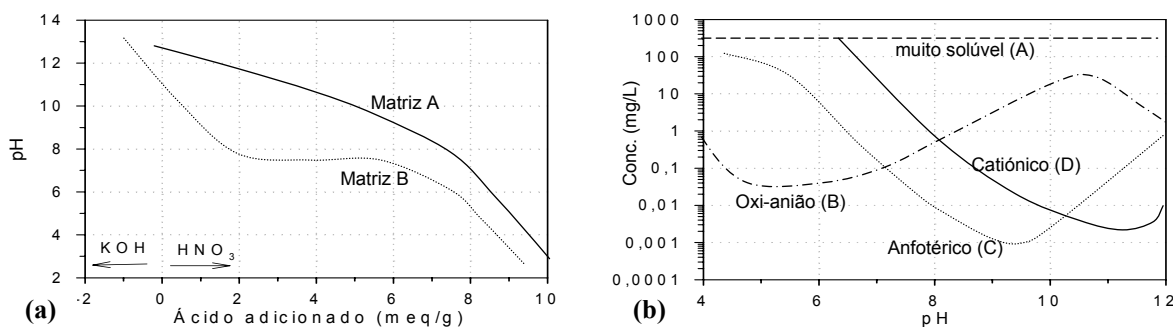 14
12
10
8
6
4
2
pH
Matriz A
Matriz B
KOH
HNO3
-2
0
2
4
6
8
10
Ácido adicionado (meq/g)
(a)
1000
100
10
1
0,1
0,01
0,001
0,0001
Conc. (mg/L)
muito solúvel (A)
Catiónico (D)
Oxi-anião (B)
Anfotérico (C)
4
6
8
10
12
pH
(b)